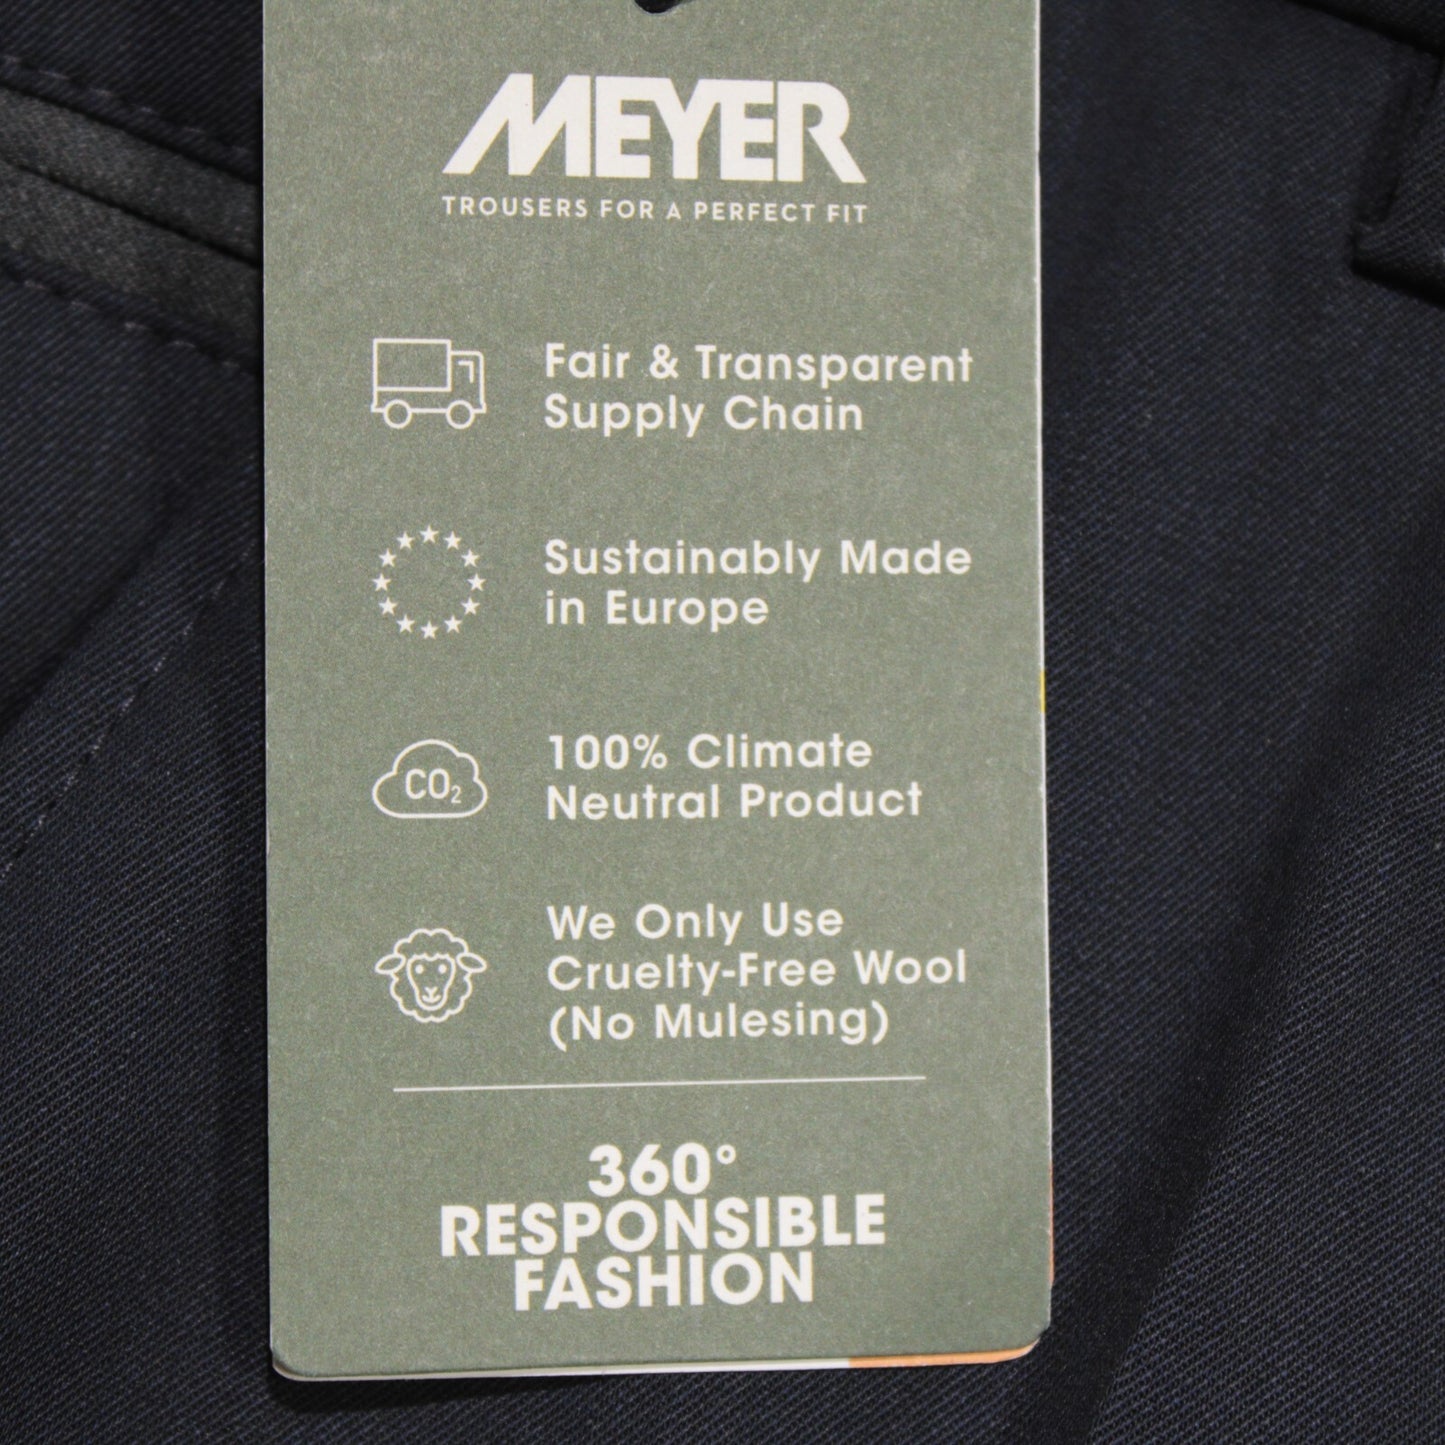 MEYER
TROUSERS FOR A PERFECT FIT
Fair & Transparent
Supply Chain
Sustainably Made
in Europe
CO₂
100% Climate
Neutral Product
We Only Use
Cruelty-Free Wool
(No Mulesing)
360°
RESPONSIBLE
FASHION